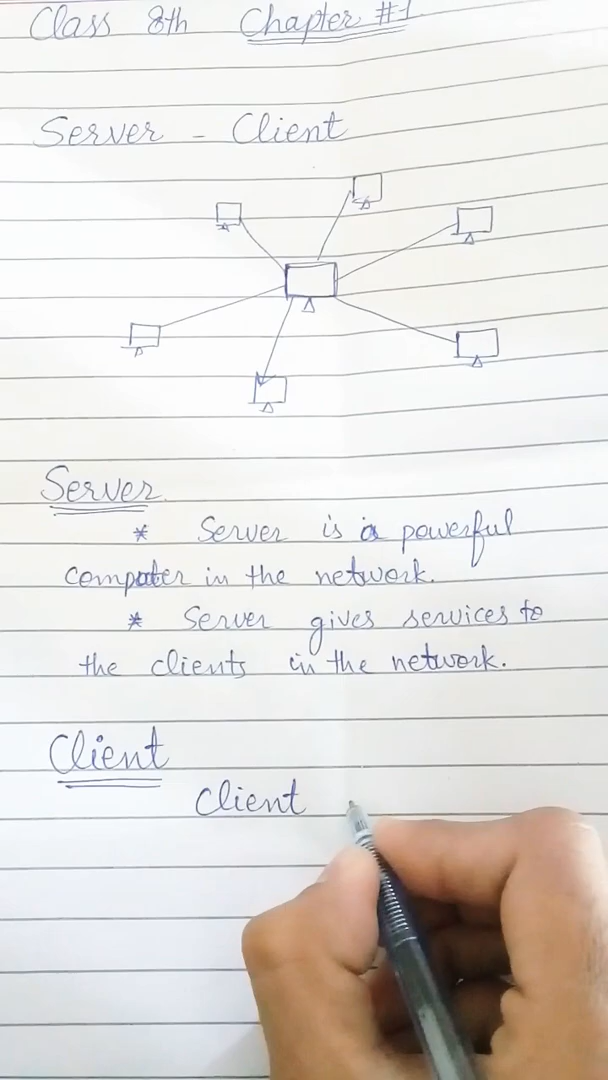 Class 8th Chapter #1
Server - Client
Server
* Server is a powerful
computer in the network.
* Server gives services to
the clients in the network.
Client
Client